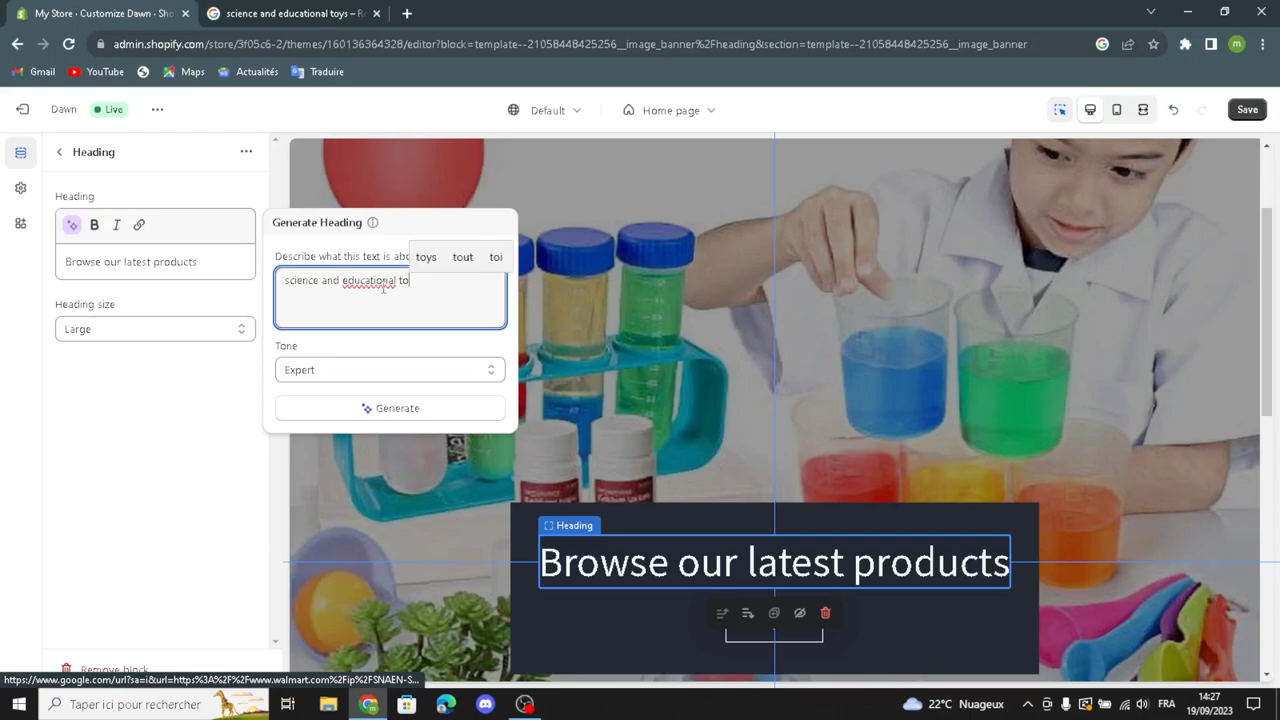 My Store · Customize Dawn · Sho
science and educational toys – R
admin.shopify.com/store/3f05c6-2/themes/160136364328/editor?block=template--21058448425256__image_banner%2Fheading&section=template--21058448425256__image_banner
m
Gmail
YouTube
Maps
Actualités
Traduire
Dawn
Live
Default
Home page
Save
Heading
Heading
B I
Browse our latest products
Heading size
Large
Generate Heading
Describe what this text is abo
toys tout toi
science and educational to
Tone
Expert
Generate
Heading
Browse our latest products
Remove block
https://www.google.com/url?sa=i&url=https%3A%2F%2Fwww.walmart.com%2Fip%2FSNAEN-S...
Taper ici pour rechercher
22°C Nuageux
FRA
14:27
19/09/2023